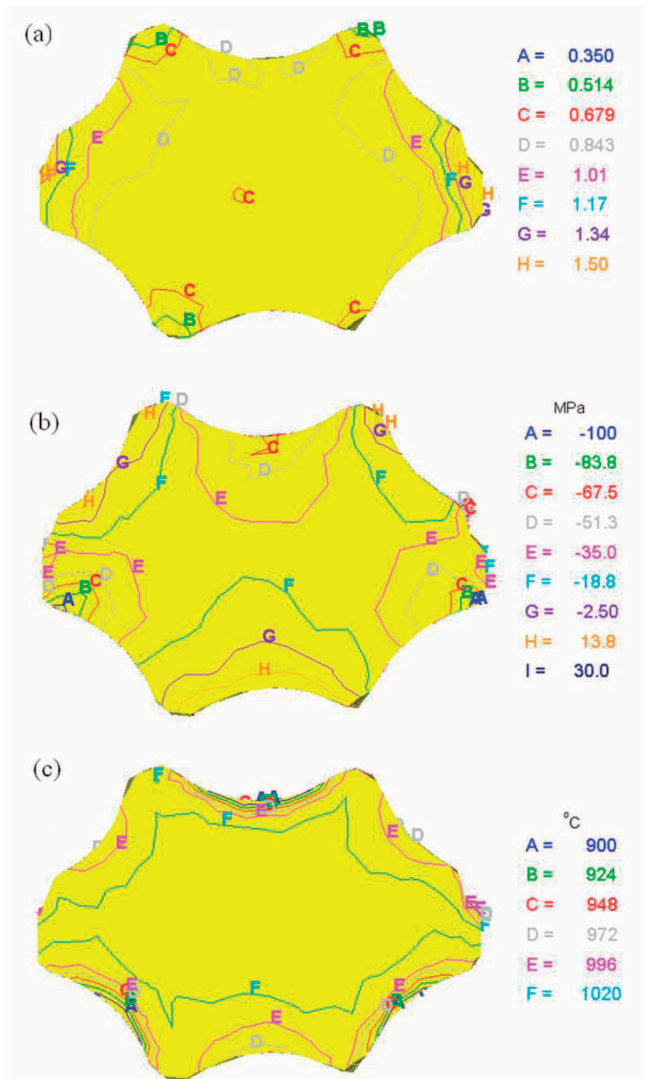 (a)
B
D
B B
C
D
D
C
E
D
E
D
H
G
F
F
G
H
H
G
C
C
B
C
A = 0.350
B = 0.514
C = 0.679
D = 0.843
E = 1.01
F = 1.17
G = 1.34
H = 1.50
(b)
H
F
D
C
D
H
H
G
G
F
E
F
H
D
C
E
E
E
E
D
D
C
B
A
F
D
C
B
A
A
E
F
E
G
H
MPa
A = -100
B = -83.8
C = -67.5
D = -51.3
E = -35.0
F = -18.8
G = -2.50
H = 13.8
I = 30.0
(c)
F
C
A
A
E
F
D
E
E
D
E
E
D
F
E
C
A
F
E
D
E
A
°C
A = 900
B = 924
C = 948
D = 972
E = 996
F = 1020